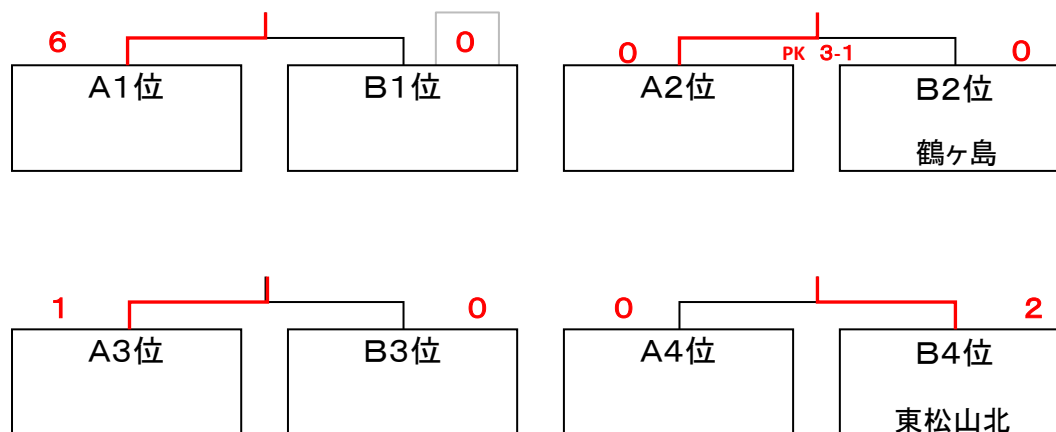 6 0 0 PK 3-1 0
A1位 B1位 A2位 B2位
鶴ヶ島
1 0 0 2
A3位 B3位 A4位 B4位
東松山北